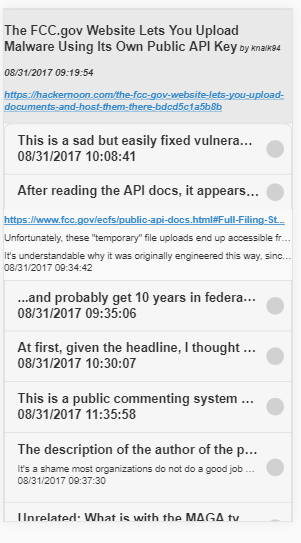 The FCC.gov Website Lets You Upload
Malware Using Its Own Public API Key by knaik94
08/31/2017 09:19:54
https://hackernoon.com/the-fcc-gov-website-lets-you-upload-
documents-and-host-them-there-bdcd5c1a5b8b
This is a sad but easily fixed vulnera...
08/31/2017 10:08:41
After reading the API docs, it appears...
https://www.fcc.gov/ecfs/public-api-docs.html#Full-Filing-St...
Unfortunately, these "temporary" file uploads end up accessible fr...
It's understandable why it was originally engineered this way, sinc...
08/31/2017 09:34:42
...and probably get 10 years in federa...
08/31/2017 09:35:06
At first, given the headline, I thought ...
08/31/2017 10:30:07
This is a public commenting system ...
08/31/2017 11:35:58
The description of the author of the p...
It's a shame most organizations do not do a good job ...
08/31/2017 09:37:30
Unrelated: What is with the MAGA tv